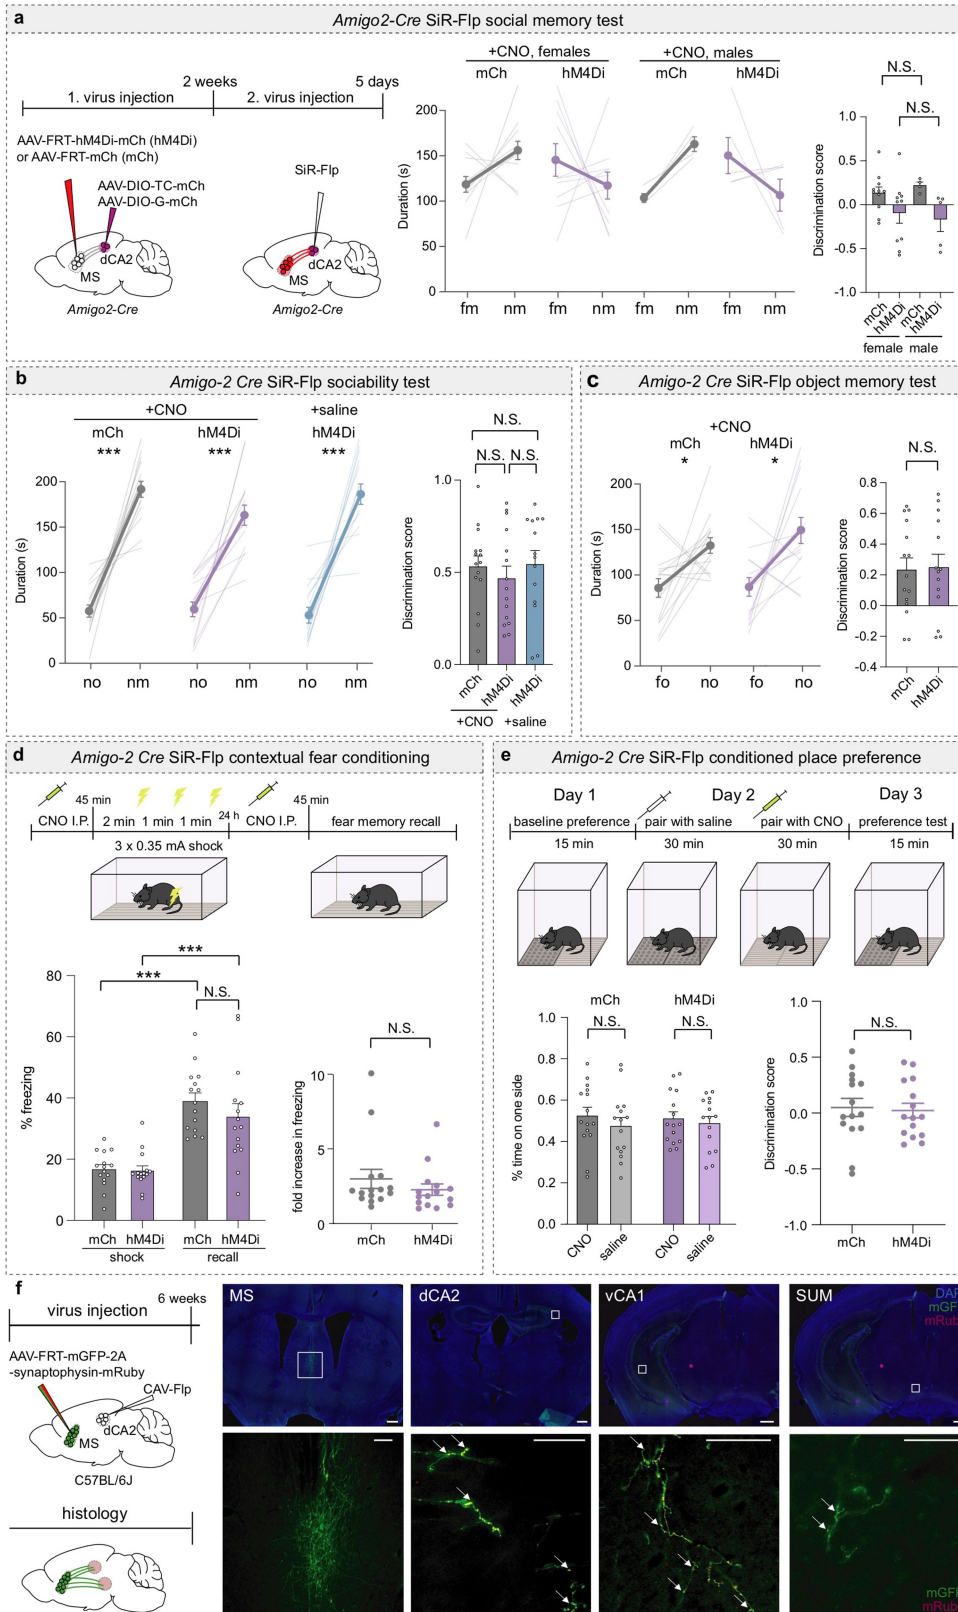 a
Amigo2-Cre SiR-Flp social memory test
2 weeks
5 days
1. virus injection
2. virus injection
AAV-FRT-hM4Di-mCh (hM4Di)
or AAV-FRT-mCh (mCh)
AAV-DIO-TC-mCh
AAV-DIO-G-mCh
SiR-Flp
dCA2
MS
Amigo2-Cre
dCA2
MS
Amigo2-Cre
+CNO, females
+CNO, males
mCh
hM4Di
mCh
hM4Di
Duration (s)
200
150
100
50
0
fm nm fm nm fm nm fm nm
N.S.
N.S.
Discrimination score
1.0
0.5
0.0
-0.5
-1.0
mCh
hM4Di
mCh
hM4Di
female male
b
Amigo-2 Cre SiR-Flp sociability test
+CNO
+saline
mCh
hM4Di
hM4Di
***
***
***
Duration (s)
200
150
100
50
0
no nm no nm no nm
N.S.
N.S. N.S.
Discrimination score
1.0
0.5
0.0
mCh
hM4Di
hM4Di
+CNO +saline
c
Amigo-2 Cre SiR-Flp object memory test
+CNO
mCh
hM4Di
*
*
Duration (s)
200
150
100
50
0
fo no fo no
N.S.
Discrimination score
0.8
0.6
0.4
0.2
0.0
-0.2
-0.4
mCh
hM4Di
d
Amigo-2 Cre SiR-Flp contextual fear conditioning
45 min
45 min
CNO I.P.
2 min 1 min 1 min
24 h
CNO I.P.
fear memory recall
3 x 0.35 mA shock
***
***
N.S.
% freezing
80
60
40
20
0
mCh hM4Di mCh hM4Di
shock recall
N.S.
fold increase in freezing
10
5
0
mCh hM4Di
e
Amigo-2 Cre SiR-Flp conditioned place preference
Day 1
Day 2
Day 3
baseline preference
pair with saline
pair with CNO
preference test
15 min
30 min
30 min
15 min
mCh
hM4Di
N.S.
N.S.
% time on one side
1.0
0.8
0.6
0.4
0.2
0.0
CNO
saline
CNO
saline
N.S.
Discrimination score
1.0
0.5
0.0
-0.5
-1.0
mCh hM4Di
f
6 weeks
virus injection
AAV-FRT-mGFP-2A
-synaptophysin-mRuby
CAV-Flp
dCA2
MS
C57BL/6J
histology
MS
dCA2
vCA1
SUM